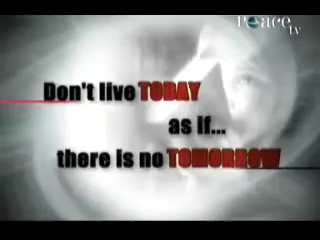 Peace tv
Don't live TODAY
as if...
there is no TOMORROW